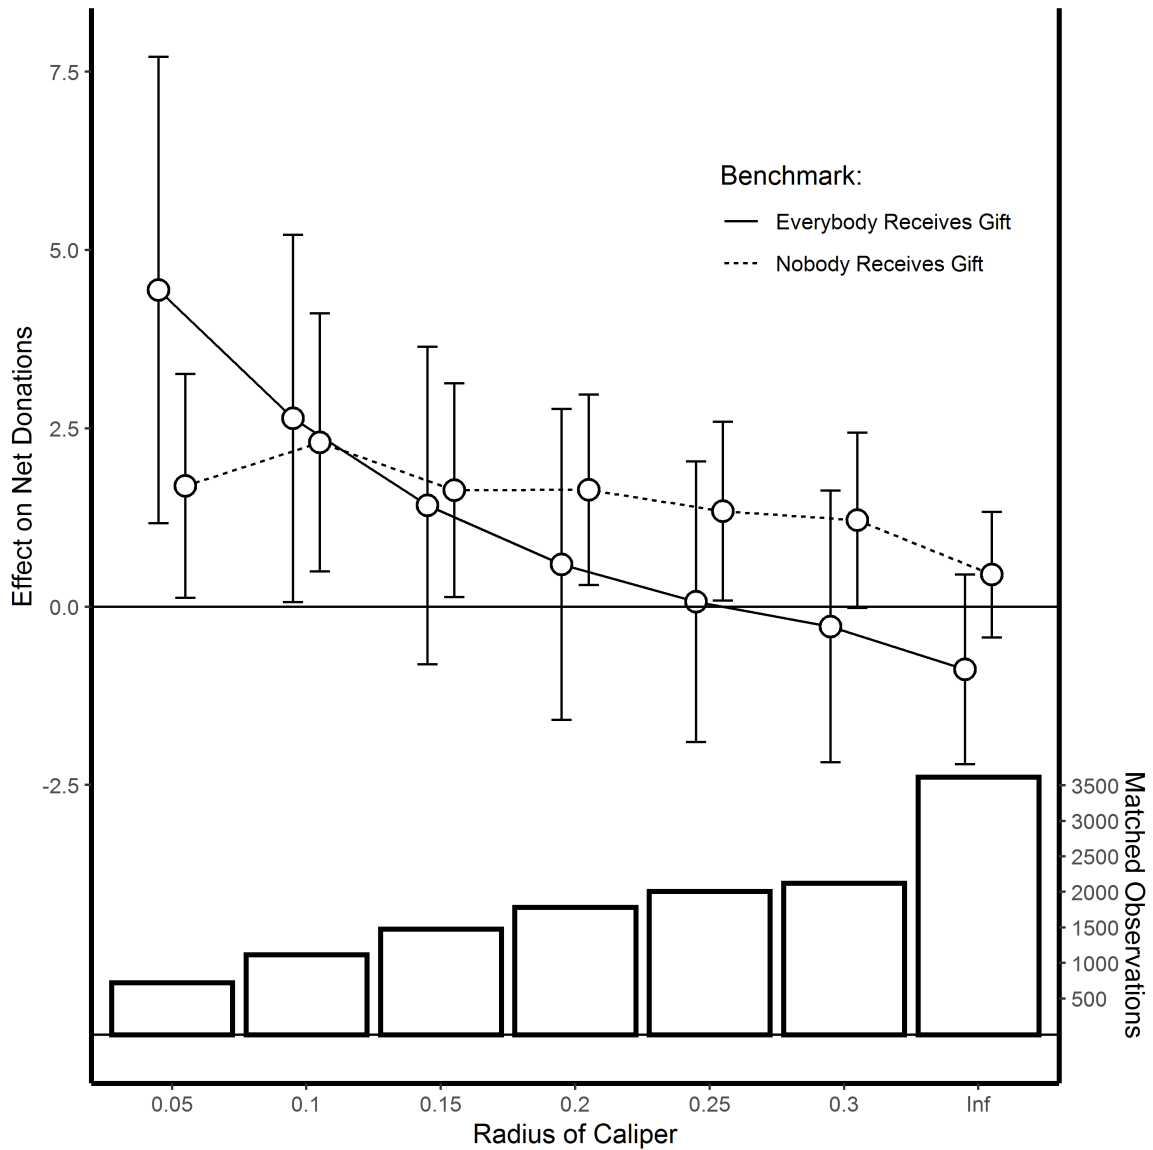 7.5
5.0
2.5
0.0
-2.5
Effect on Net Donations
Benchmark:
Everybody Receives Gift
Nobody Receives Gift
3500
3000
2500
2000
1500
1000
500
Matched Observations
0.05 0.1 0.15 0.2 0.25 0.3 Inf
Radius of Caliper